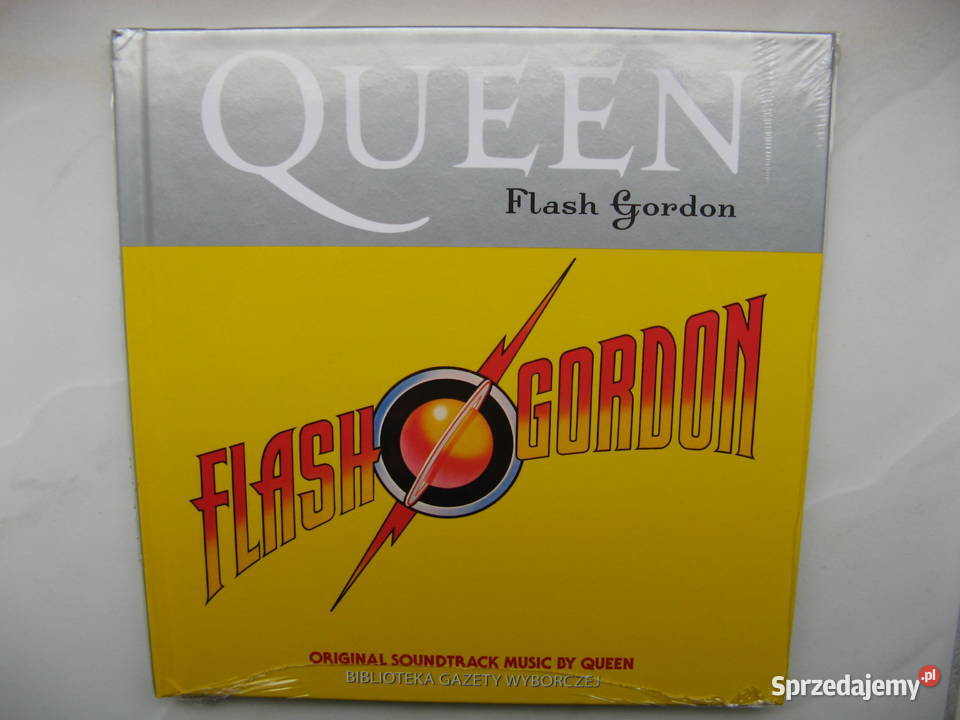 QUEEN
Flash Gordon
FLASH GORDON
ORIGINAL SOUNDTRACK MUSIC BY QUEEN
BIBLIOTEKA GAZETY WYBORCZEJ
Sprzedajemy.pl